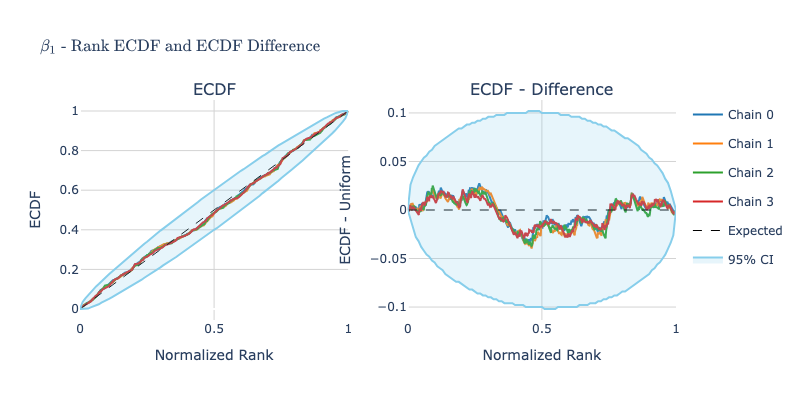 β₁ - Rank ECDF and ECDF Difference
ECDF
ECDF - Difference
ECDF
1
0.8
0.6
0.4
0.2
0
0
0.5
1
Normalized Rank
ECDF - Uniform
0.1
0.05
0
−0.05
−0.1
0
0.5
1
Normalized Rank
Chain 0
Chain 1
Chain 2
Chain 3
Expected
95% CI